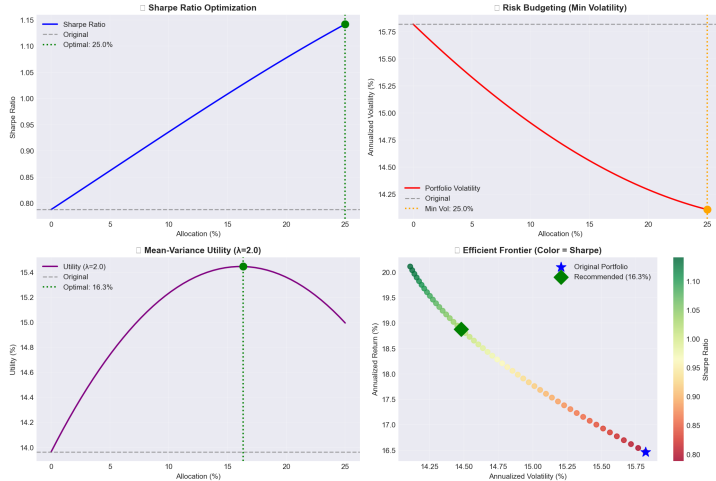 Sharpe Ratio Optimization
1.15
1.10
1.05
1.00
0.95
0.90
0.85
0.80
Sharpe Ratio
Sharpe Ratio
Original
Optimal: 25.0%
0
5
10
15
20
25
Allocation (%)
Risk Budgeting (Min Volatility)
15.75
15.50
15.25
15.00
14.75
14.50
14.25
Annualized Volatility (%)
Portfolio Volatility
Original
Min Vol: 25.0%
0
5
10
15
20
25
Allocation (%)
Mean-Variance Utility (λ=2.0)
15.4
15.2
15.0
14.8
14.6
14.4
14.2
14.0
Utility (%)
Utility (λ=2.0)
Original
Optimal: 16.3%
0
5
10
15
20
25
Allocation (%)
Efficient Frontier (Color = Sharpe)
20.0
19.5
19.0
18.5
18.0
17.5
17.0
16.5
Annualized Return (%)
Original Portfolio
Recommended (16.3%)
14.25
14.50
14.75
15.00
15.25
15.50
15.75
Annualized Volatility (%)
1.10
1.05
1.00
0.95
0.90
0.85
0.80
Sharpe Ratio